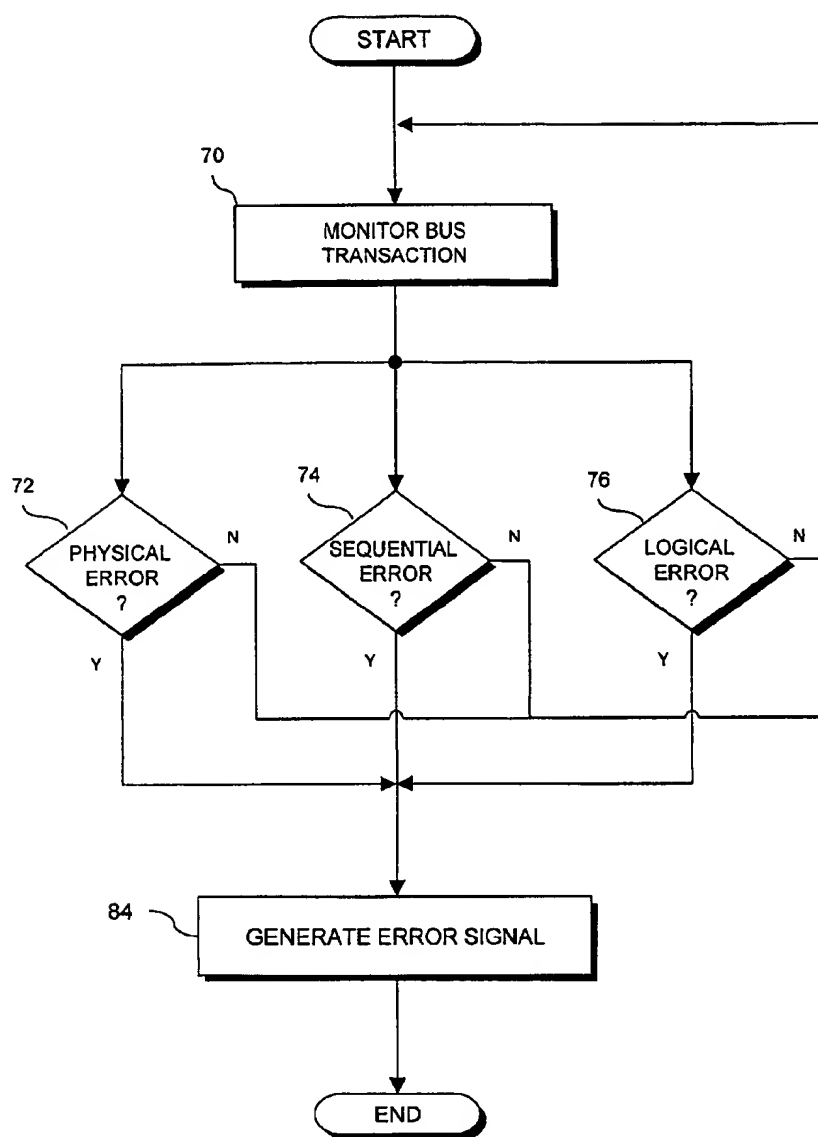 START
70
MONITOR BUS
TRANSACTION
72
PHYSICAL
ERROR
?
N
Y
74
SEQUENTIAL
ERROR
?
N
Y
76
LOGICAL
ERROR
?
N
Y
84
GENERATE ERROR SIGNAL
END